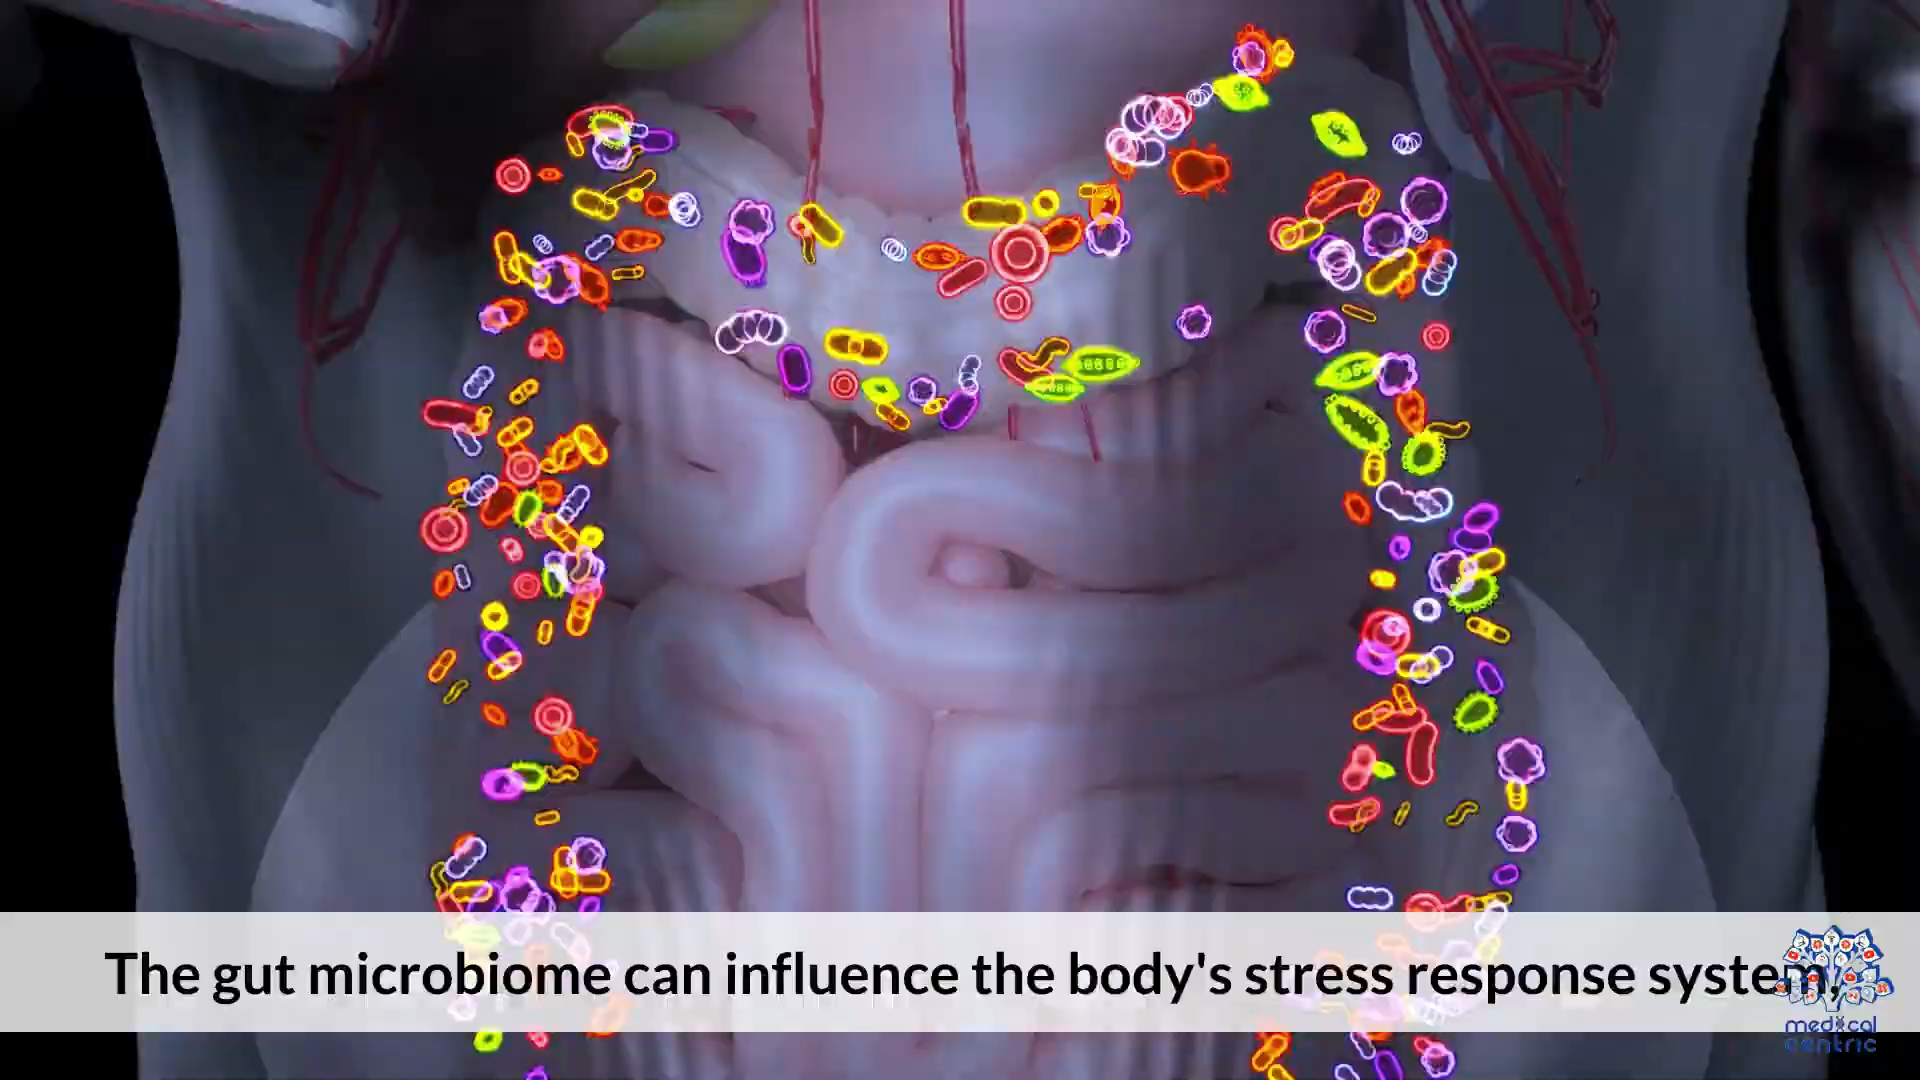 The gut microbiome can influence the body's stress response system,
medical
centric